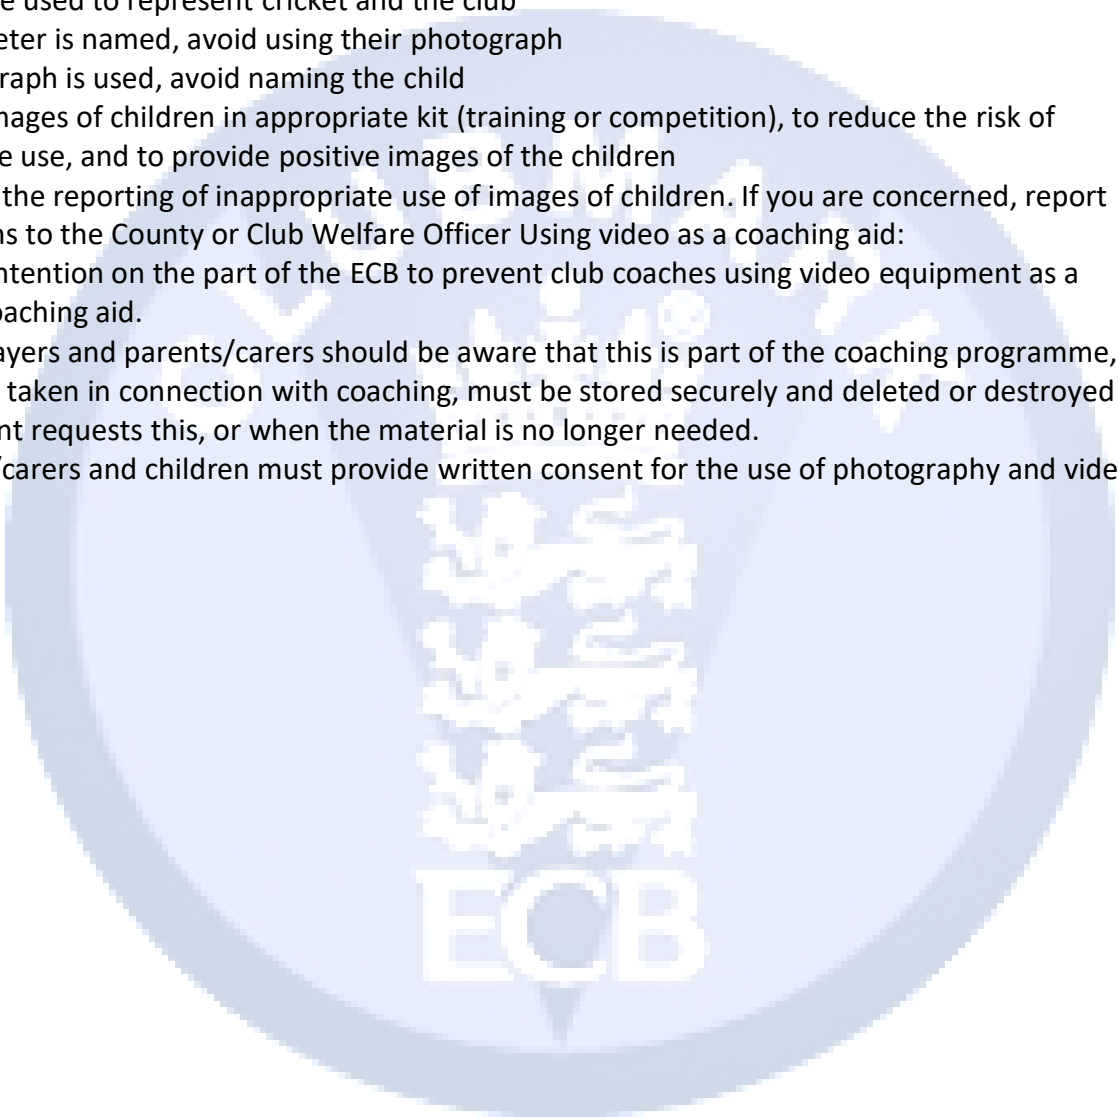 e used to represent cricket and the club
eter is named, avoid using their photograph
raph is used, avoid naming the child
mages of children in appropriate kit (training or competition), to reduce the risk of
e use, and to provide positive images of the children
the reporting of inappropriate use of images of children. If you are concerned, report
ns to the County or Club Welfare Officer Using video as a coaching aid:
ntention on the part of the ECB to prevent club coaches using video equipment as a
oaching aid.
ayers and parents/carers should be aware that this is part of the coaching programme,
taken in connection with coaching, must be stored securely and deleted or destroyed
nt requests this, or when the material is no longer needed.
/carers and children must provide written consent for the use of photography and vide
CLUBMARK
ECB